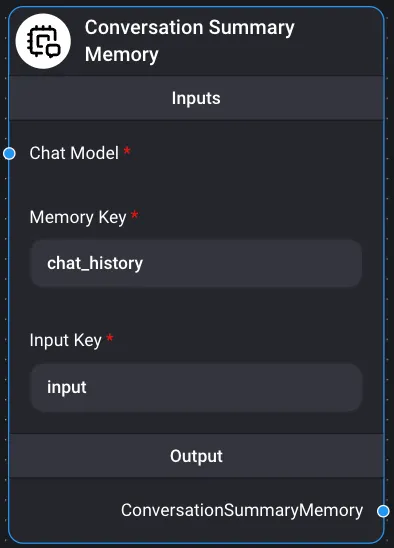 Conversation Summary
Memory
Inputs
Chat Model *
Memory Key *
chat_history
Input Key *
input
Output
ConversationSummaryMemory